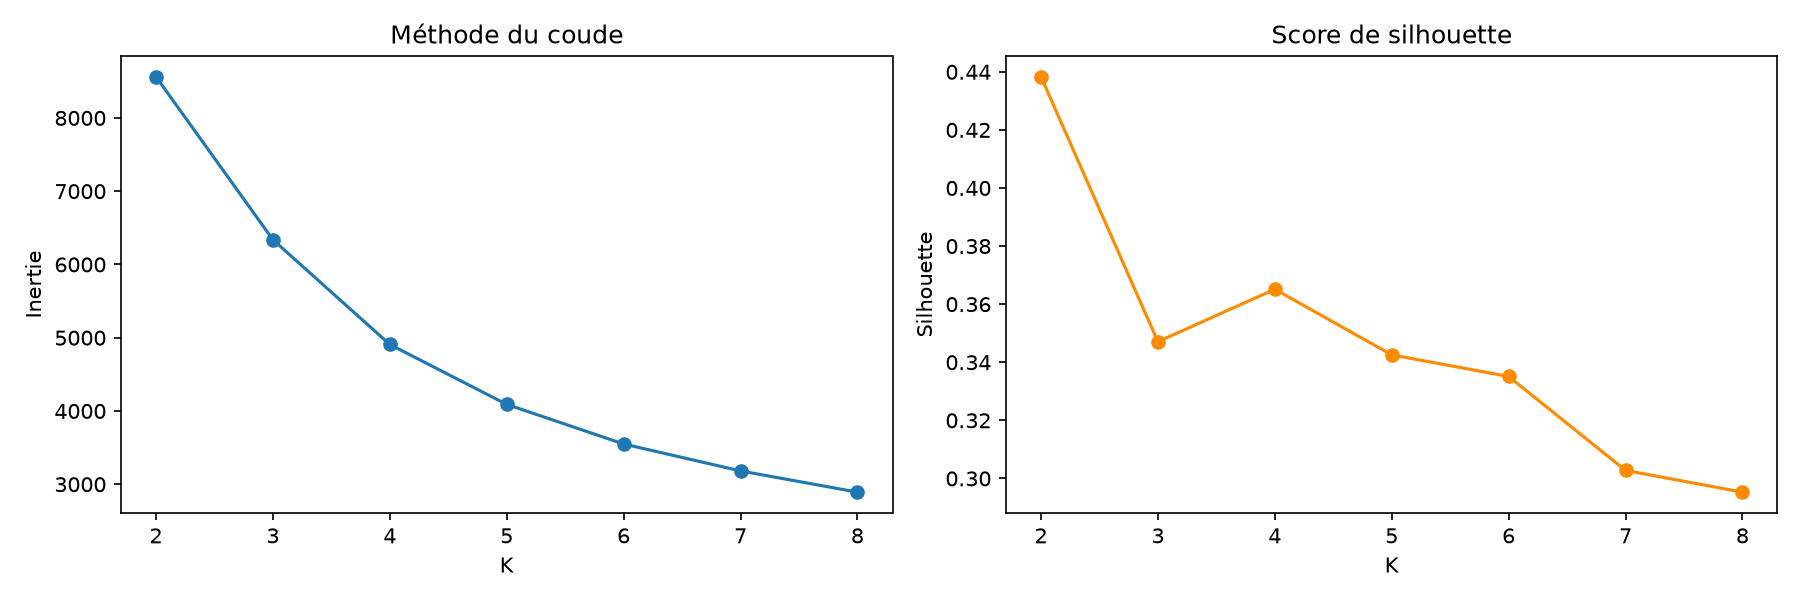 Méthode du coude
8000
7000
6000
5000
4000
3000
Inertie
2 3 4 5 6 7 8
K
Score de silhouette
0.44
0.42
0.40
0.38
0.36
0.34
0.32
0.30
Silhouette
2 3 4 5 6 7 8
K